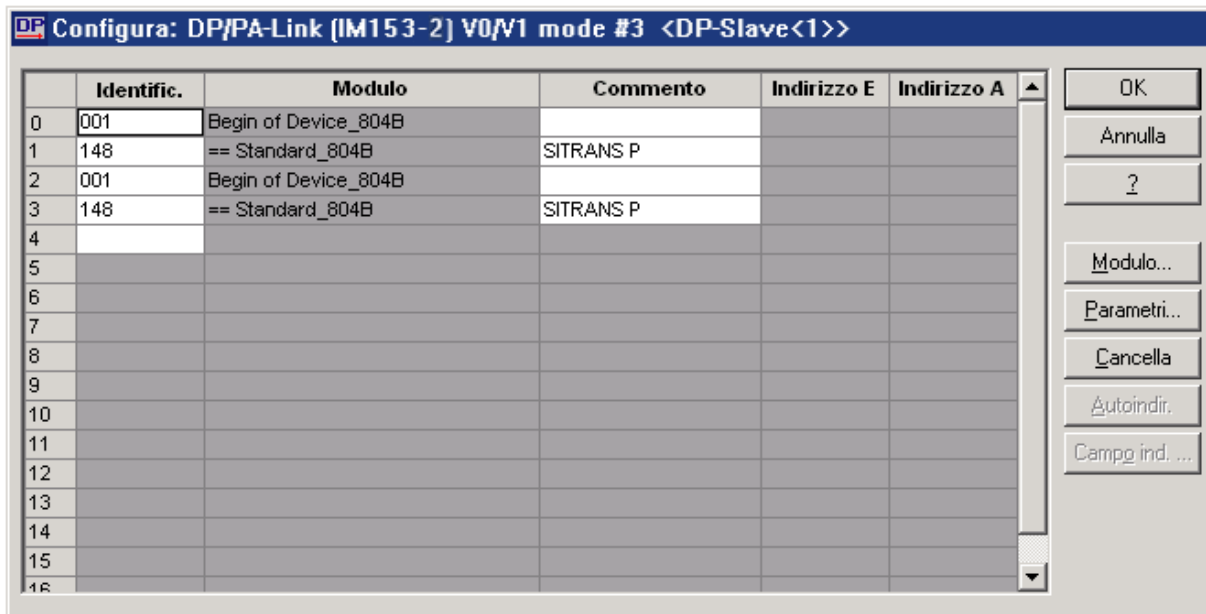 DP Configura: DP/PA-Link (IM153-2) V0/V1 mode #3 <DP-Slave<1>>
Identific. Modulo Commento Indirizzo E Indirizzo A
0 001 Begin of Device_804B
1 148 == Standard_804B SITRANS P
2 001 Begin of Device_804B
3 148 == Standard_804B SITRANS P
4
5
6
7
8
9
10
11
12
13
14
15
16
OK
Annulla
?
Modulo...
Parametri...
Cancella
Autoindir.
Campo ind. ...